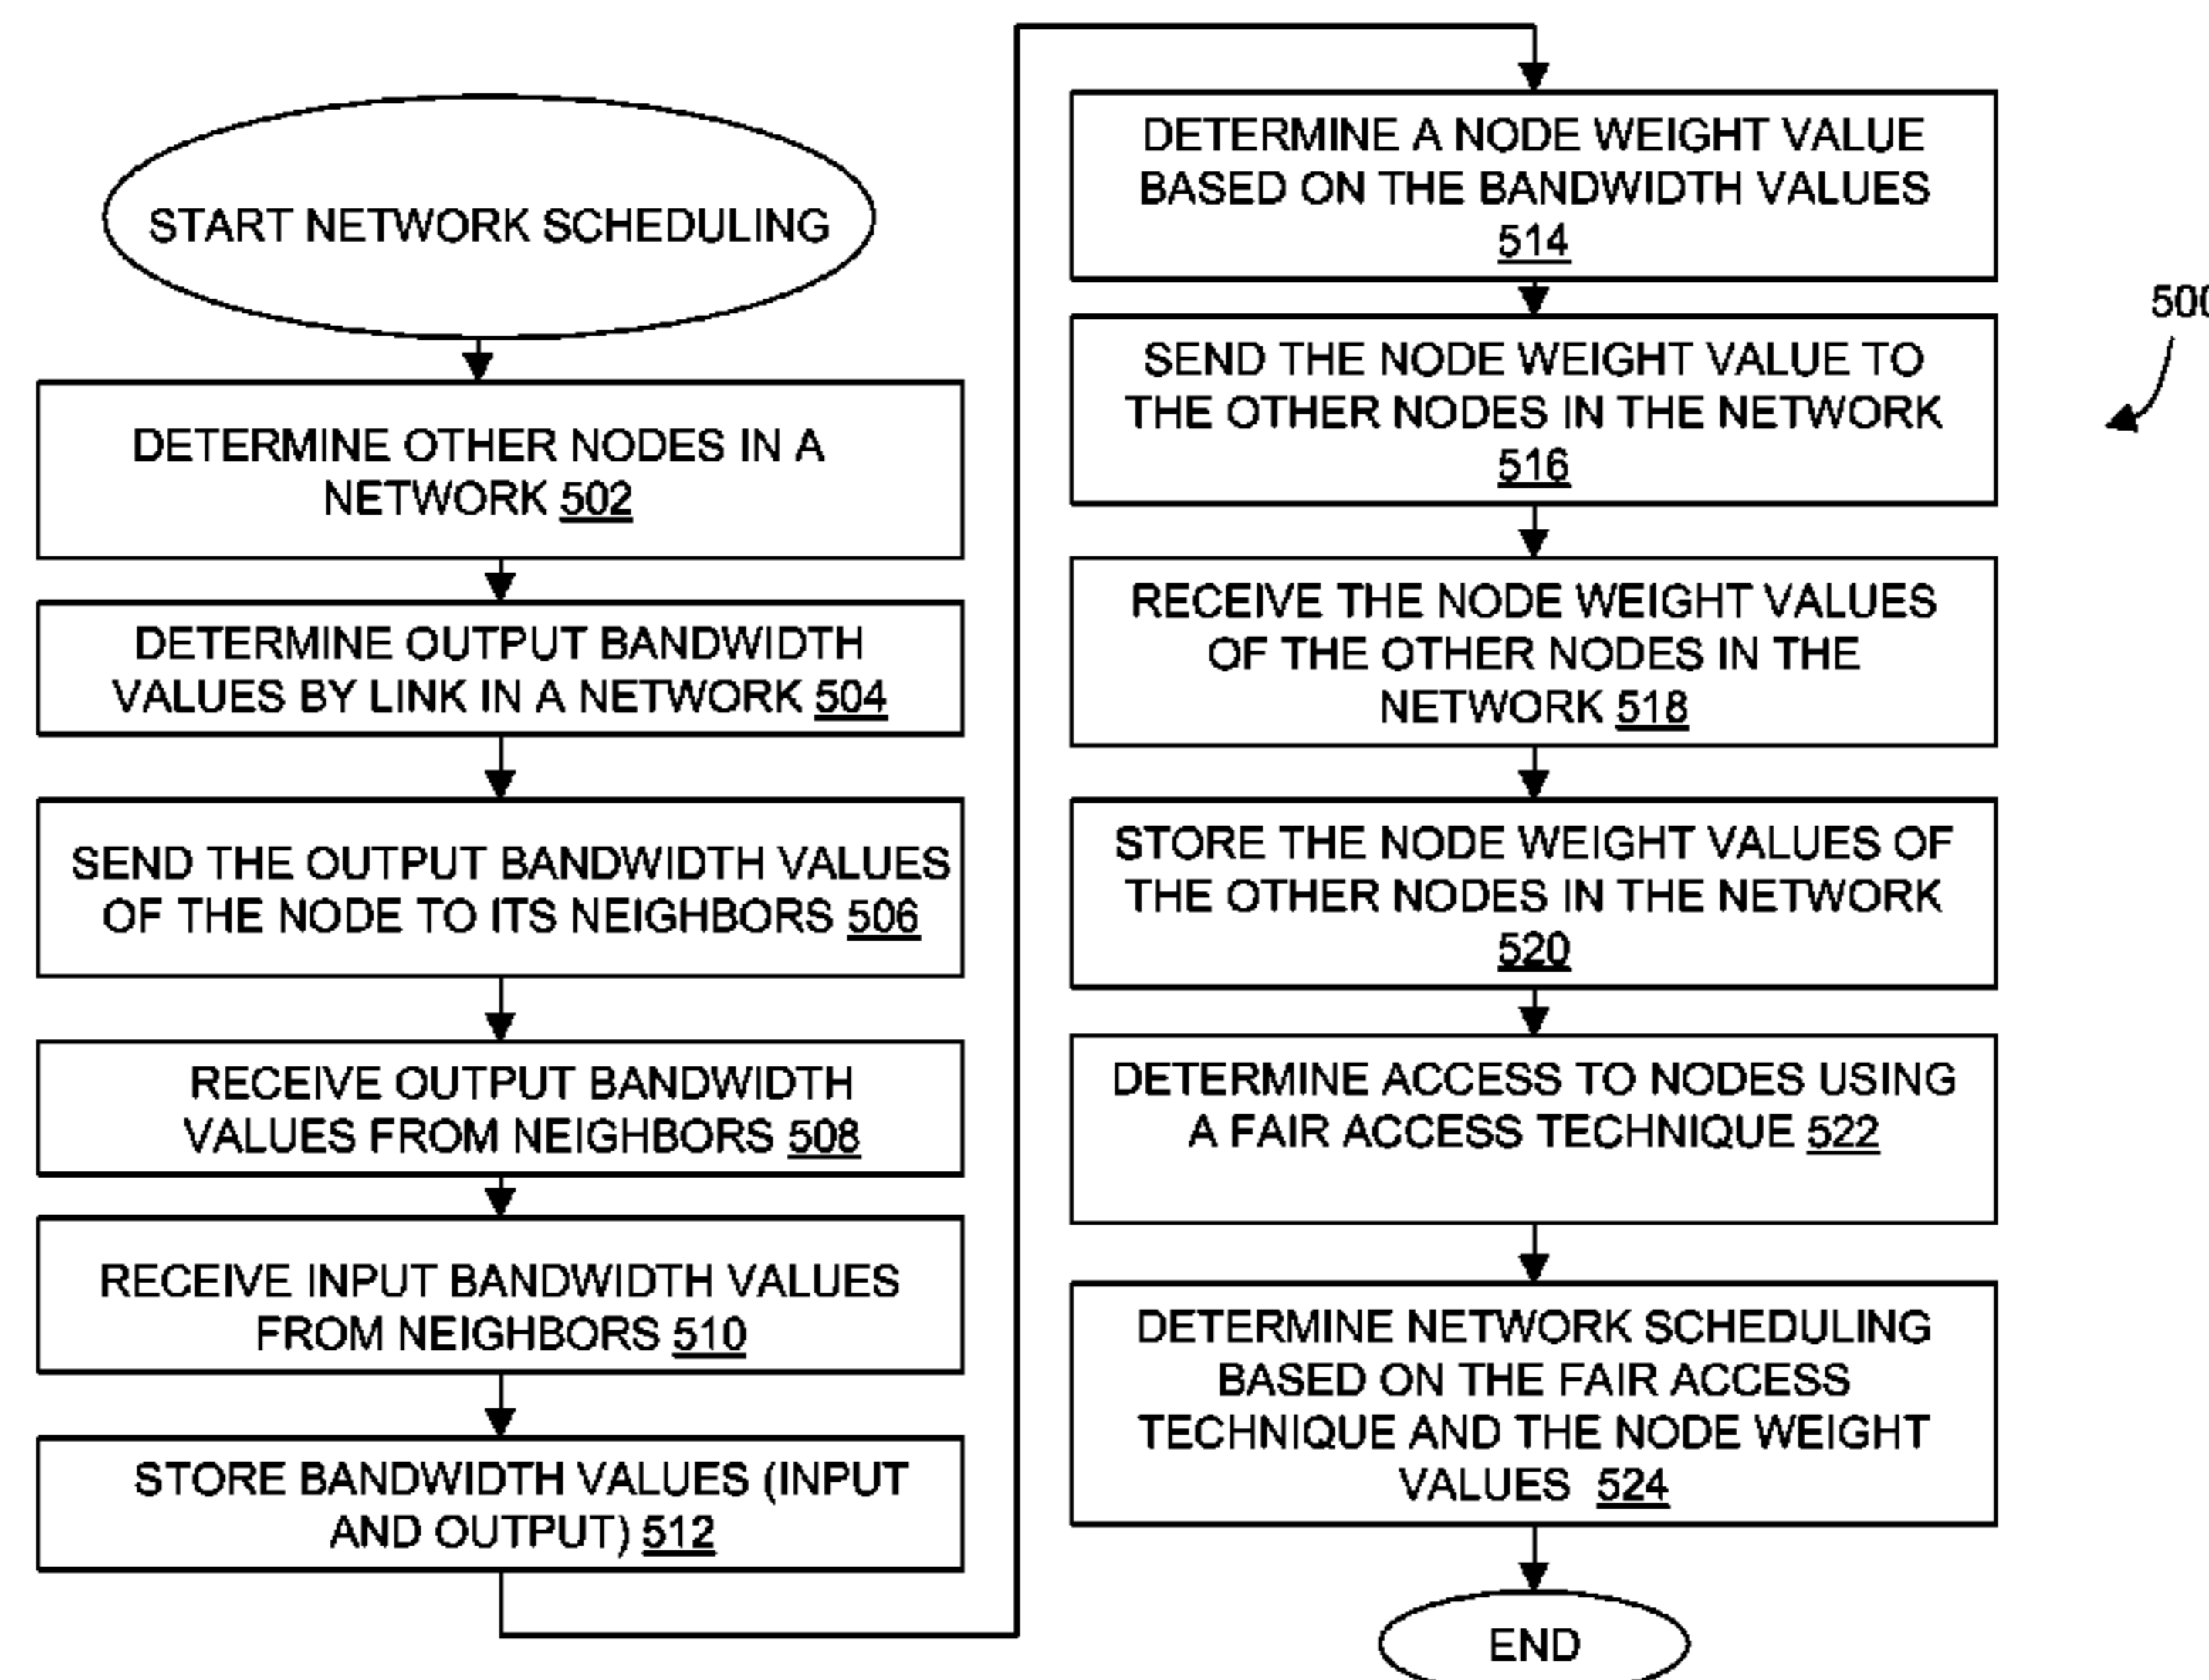 START NETWORK SCHEDULING
DETERMINE OTHER NODES IN A
NETWORK 502
DETERMINE OUTPUT BANDWIDTH
VALUES BY LINK IN A NETWORK 504
SEND THE OUTPUT BANDWIDTH VALUES
OF THE NODE TO ITS NEIGHBORS 506
RECEIVE OUTPUT BANDWIDTH
VALUES FROM NEIGHBORS 508
RECEIVE INPUT BANDWIDTH VALUES
FROM NEIGHBORS 510
STORE BANDWIDTH VALUES (INPUT
AND OUTPUT) 512
DETERMINE A NODE WEIGHT VALUE
BASED ON THE BANDWIDTH VALUES
514
SEND THE NODE WEIGHT VALUE TO
THE OTHER NODES IN THE NETWORK
516
RECEIVE THE NODE WEIGHT VALUES
OF THE OTHER NODES IN THE
NETWORK 518
STORE THE NODE WEIGHT VALUES OF
THE OTHER NODES IN THE NETWORK
520
DETERMINE ACCESS TO NODES USING
A FAIR ACCESS TECHNIQUE 522
DETERMINE NETWORK SCHEDULING
BASED ON THE FAIR ACCESS
TECHNIQUE AND THE NODE WEIGHT
VALUES 524
END
500